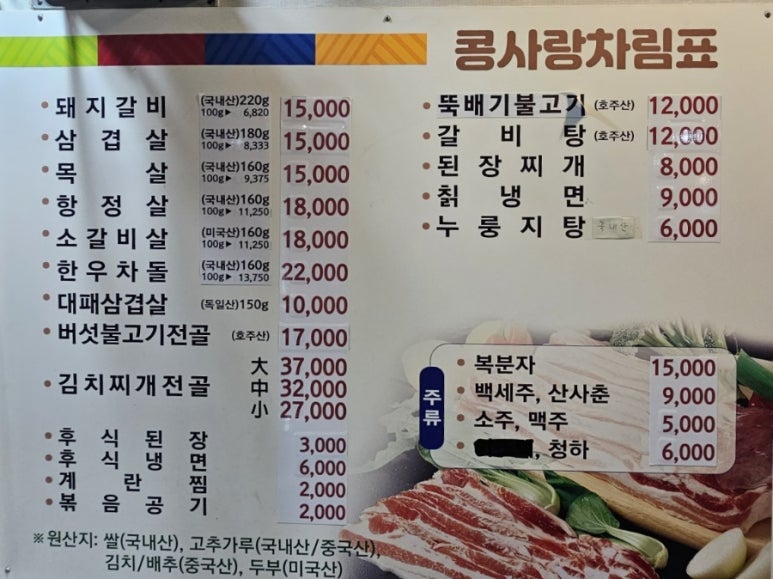 콩사랑차림표
• 돼지갈비 (국내산)220g 100g▶ 6,820 15,000
• 삼겹살 (국내산)180g 100g▶ 8,333 15,000
• 목살 (국내산)160g 100g▶ 9,375 15,000
• 항정살 (국내산)160g 100g▶ 11,250 18,000
• 소갈비살 (미국산)160g 100g▶ 11,250 18,000
• 한우차돌 (국내산)160g 100g▶ 13,750 22,000
• 대패삼겹살 (독일산)150g 10,000
• 버섯불고기전골 (호주산) 17,000
• 김치찌개전골 大 37,000
中 32,000
小 27,000
• 후식된장 3,000
• 후식냉면 6,000
• 계란찜 2,000
• 볶음공기 2,000
※원산지: 쌀(국내산), 고추가루(국내산/중국산),
김치/배추(중국산), 두부(미국산)
• 뚝배기불고기 (호주산) 12,000
• 갈비탕 (호주산) 12,000
• 된장찌개 8,000
• 칡냉면 9,000
• 누룽지탕 국내산 6,000
주류
• 복분자 15,000
• 백세주, 산사춘 9,000
• 소주, 맥주 5,000
• , 청하 6,000